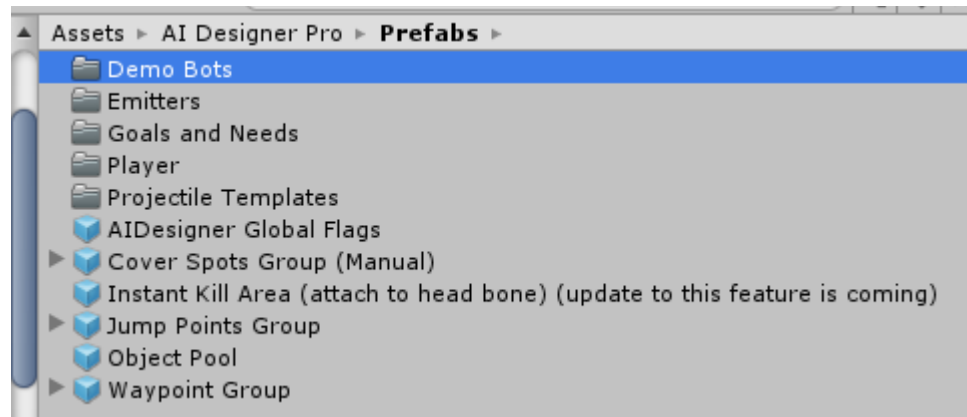 Assets ▸ AI Designer Pro ▸ Prefabs ▸
Demo Bots
Emitters
Goals and Needs
Player
Projectile Templates
AIDesigner Global Flags
Cover Spots Group (Manual)
Instant Kill Area (attach to head bone) (update to this feature is coming)
Jump Points Group
Object Pool
Waypoint Group